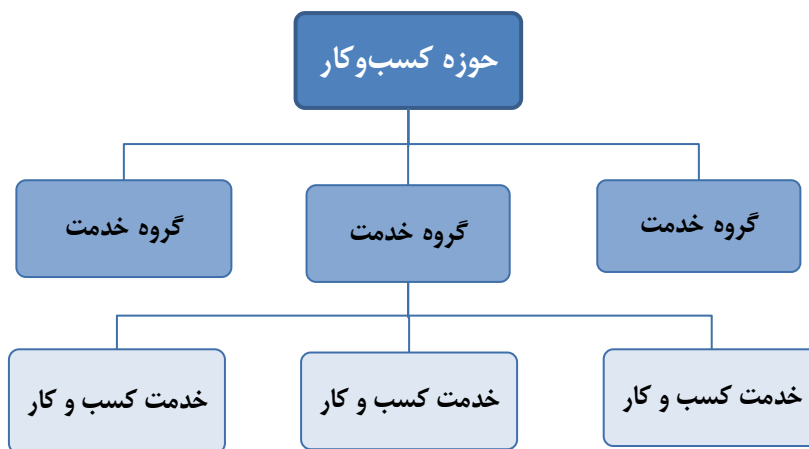 حوزه کسب‌وکار
گروه خدمت
گروه خدمت
گروه خدمت
خدمت کسب و کار
خدمت کسب و کار
خدمت کسب و کار